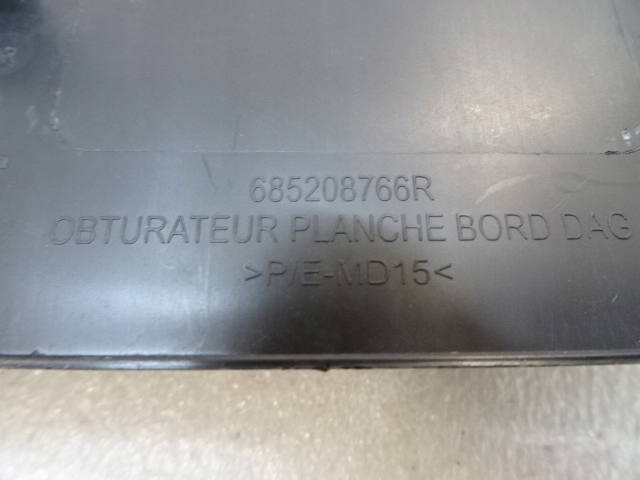 685208766R
OBTURATEUR PLANCHE BORD DAG
>P/E-MD15<